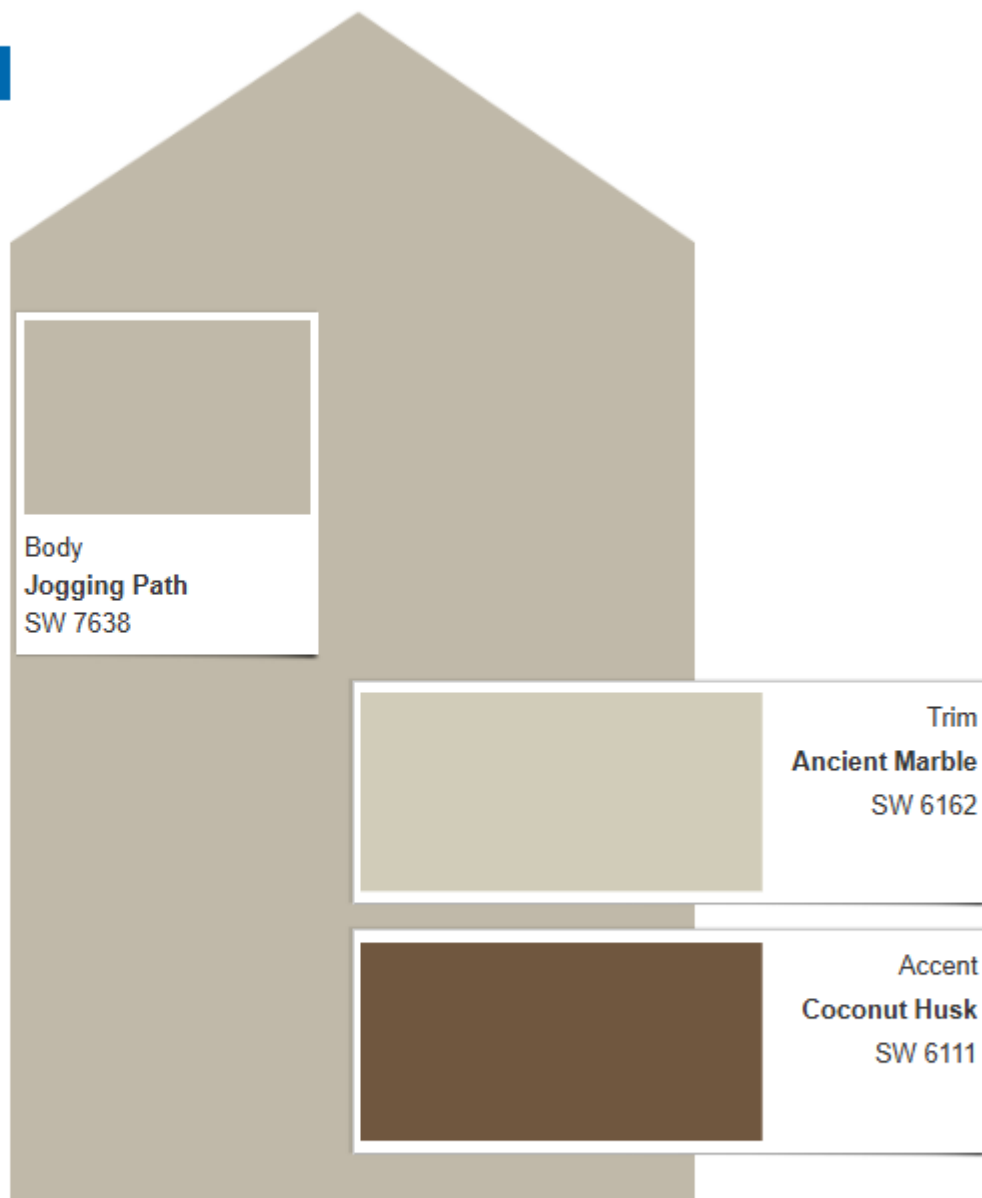 Body
Jogging Path
SW 7638
Trim
Ancient Marble
SW 6162
Accent
Coconut Husk
SW 6111